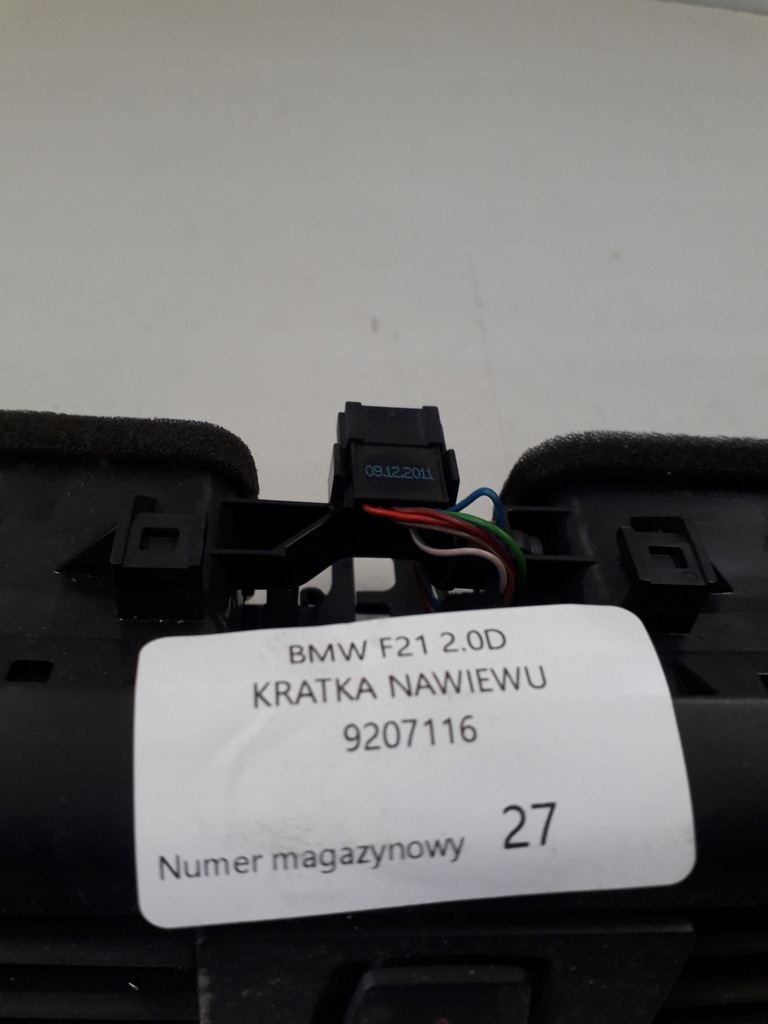 09.12.2011
BMW F21 2.0D
KRATKA NAWIEWU
9207116
Numer magazynowy 27